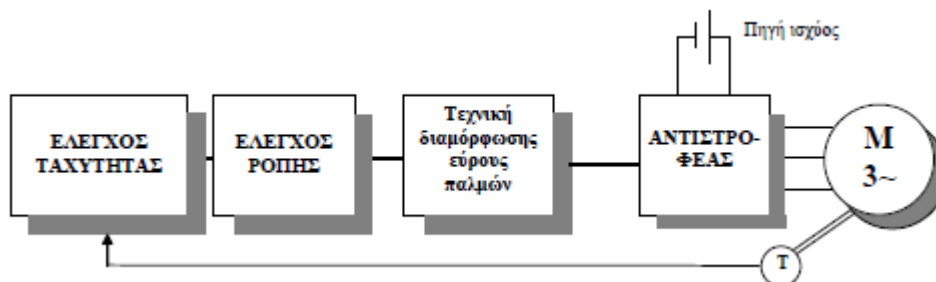 Πηγή ισχύος
ΕΛΕΓΧΟΣ
ΤΑΧΥΤΗΤΑΣ
ΕΛΕΓΧΟΣ
ΡΟΠΗΣ
Τεχνική
διαμόρφωσης
εύρους
παλμών
ΑΝΤΙΣΤΡΟ-
ΦΕΑΣ
M
3~
T